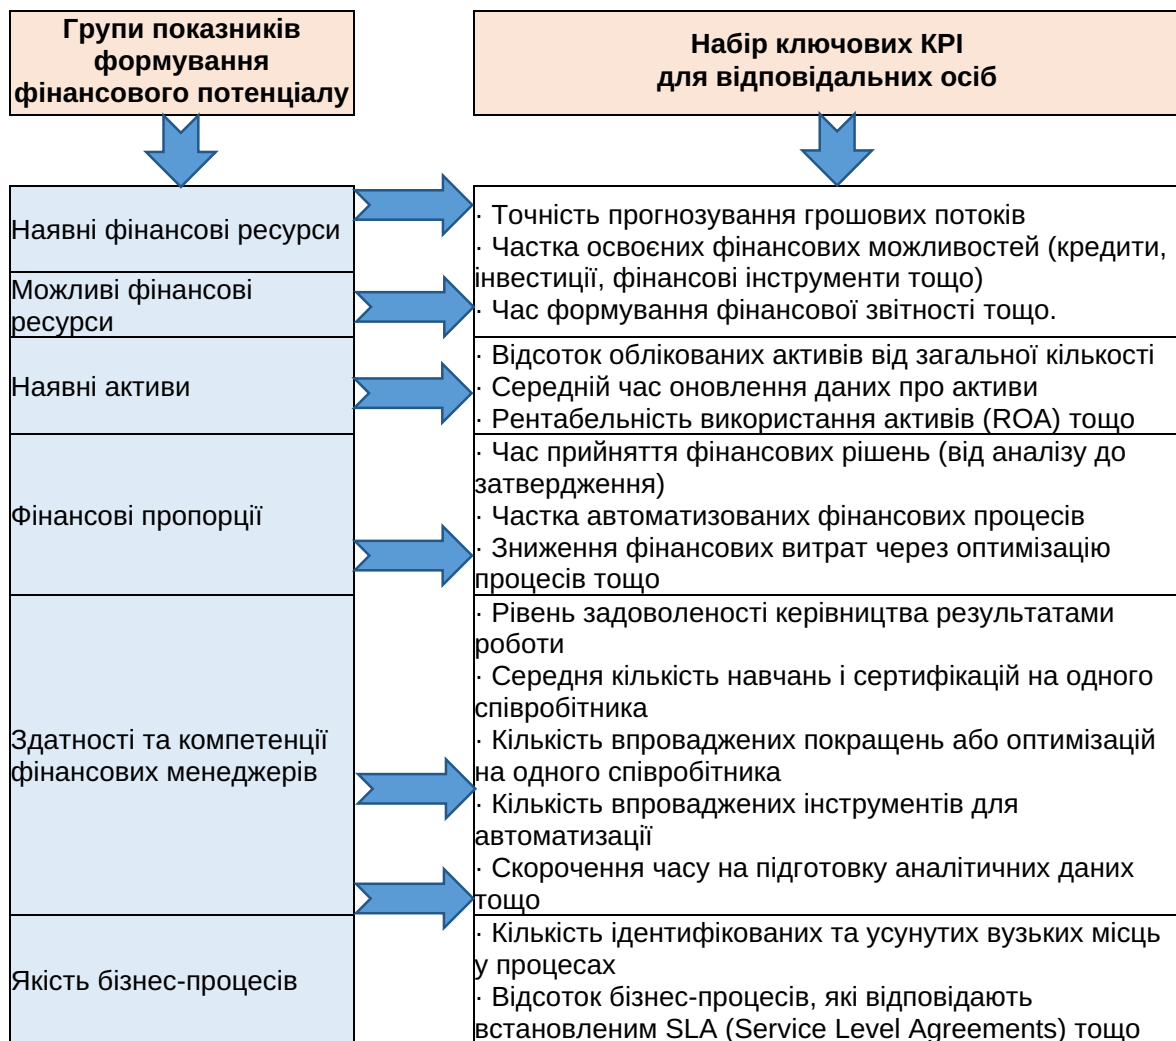 Групи показників
формування
фінансового потенціалу
Набір ключових KPI
для відповідальних осіб
Наявні фінансові ресурси
Можливі фінансові
ресурси
· Точність прогнозування грошових потоків
· Частка освоєних фінансових можливостей (кредити,
інвестиції, фінансові інструменти тощо)
· Час формування фінансової звітності тощо.
Наявні активи
· Відсоток облікованих активів від загальної кількості
· Середній час оновлення даних про активи
· Рентабельність використання активів (ROA) тощо
Фінансові пропорції
· Час прийняття фінансових рішень (від аналізу до
затвердження)
· Частка автоматизованих фінансових процесів
· Зниження фінансових витрат через оптимізацію
процесів тощо
Здатності та компетенції
фінансових менеджерів
· Рівень задоволеності керівництва результатами
роботи
· Середня кількість навчань і сертифікацій на одного
співробітника
· Кількість впроваджених покращень або оптимізацій
на одного співробітника
· Кількість впроваджених інструментів для
автоматизації
· Скорочення часу на підготовку аналітичних даних
тощо
Якість бізнес-процесів
· Кількість ідентифікованих та усунутих вузьких місць
у процесах
· Відсоток бізнес-процесів, які відповідають
встановленим SLA (Service Level Agreements) тощо